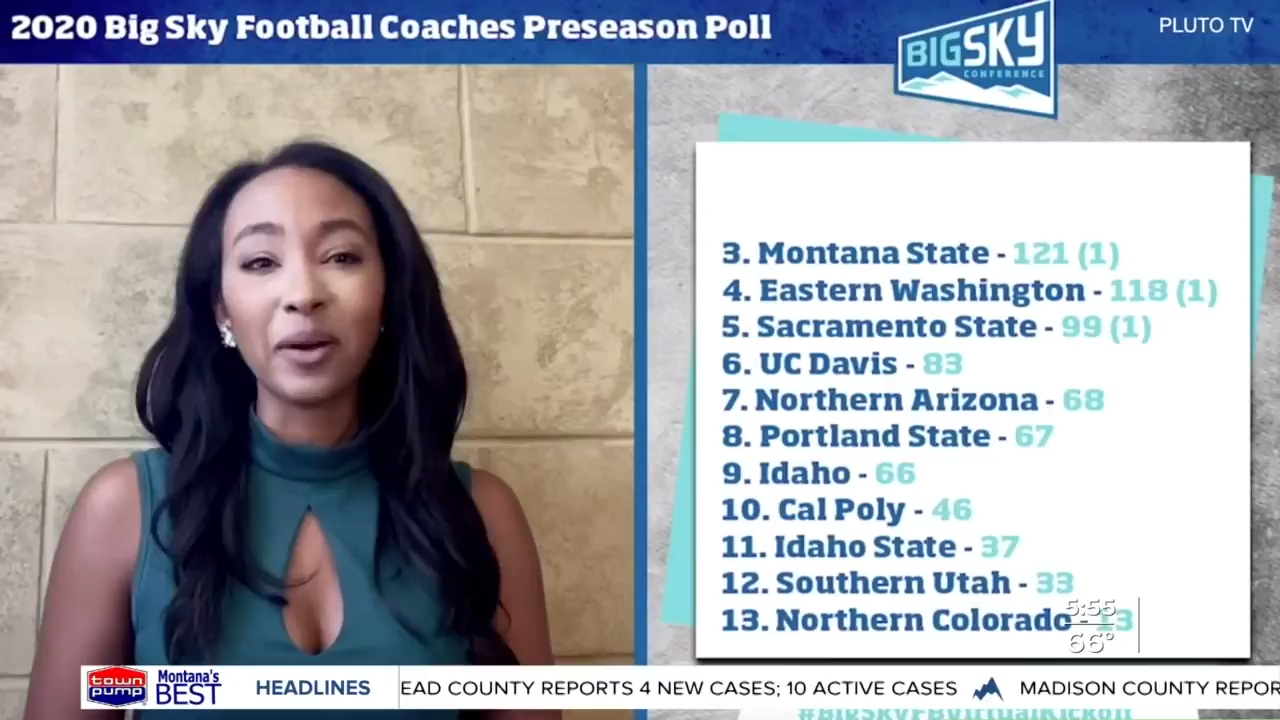 2020 Big Sky Football Coaches Preseason Poll
PLUTO TV
BIG SKY
CONFERENCE
3. Montana State - 121 (1)
4. Eastern Washington - 118 (1)
5. Sacramento State - 99 (1)
6. UC Davis - 83
7. Northern Arizona - 68
8. Portland State - 67
9. Idaho - 66
10. Cal Poly - 46
11. Idaho State - 37
12. Southern Utah - 33
13. Northern Colorado - 13
5:55
66°
town pump
Montana's BEST
HEADLINES
EAD COUNTY REPORTS 4 NEW CASES; 10 ACTIVE CASES
MADISON COUNTY REPOR
#BigSkyFBVirtualKickoff